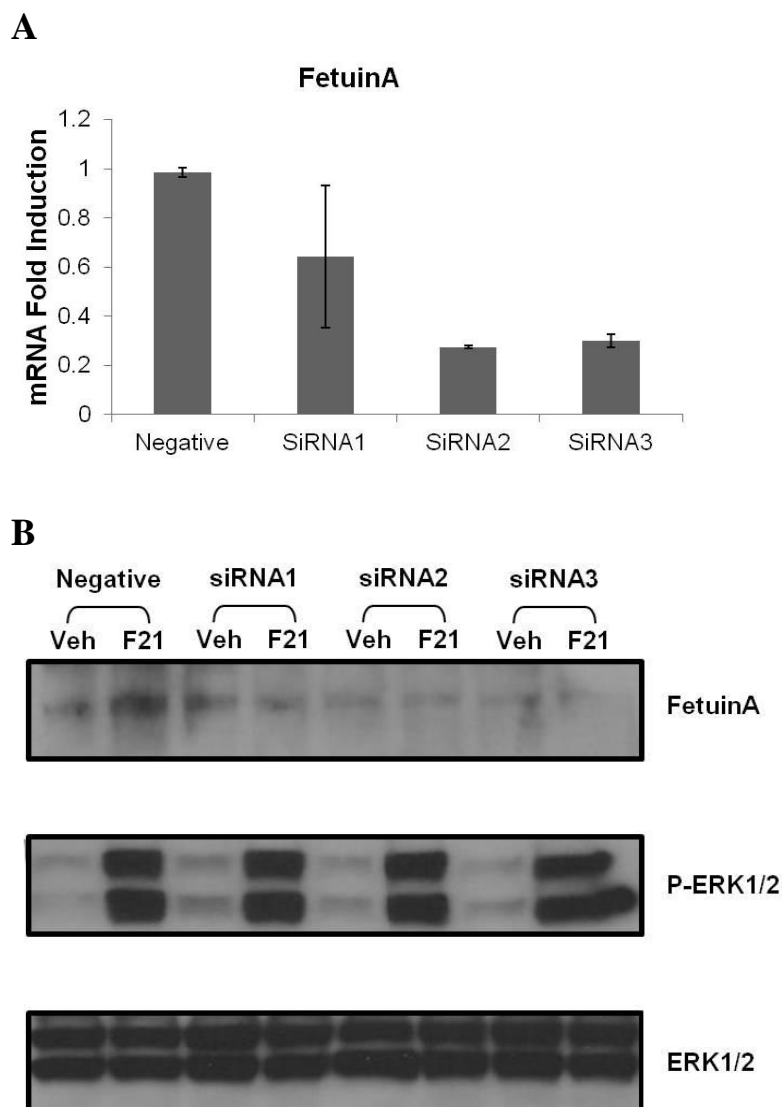 A
FetuinA
mRNA Fold Induction
1.2
1
0.8
0.6
0.4
0.2
0
Negative SiRNA1 SiRNA2 SiRNA3
B
Negative siRNA1 siRNA2 siRNA3
Veh F21 Veh F21 Veh F21 Veh F21
FetuinA
P-ERK1/2
ERK1/2